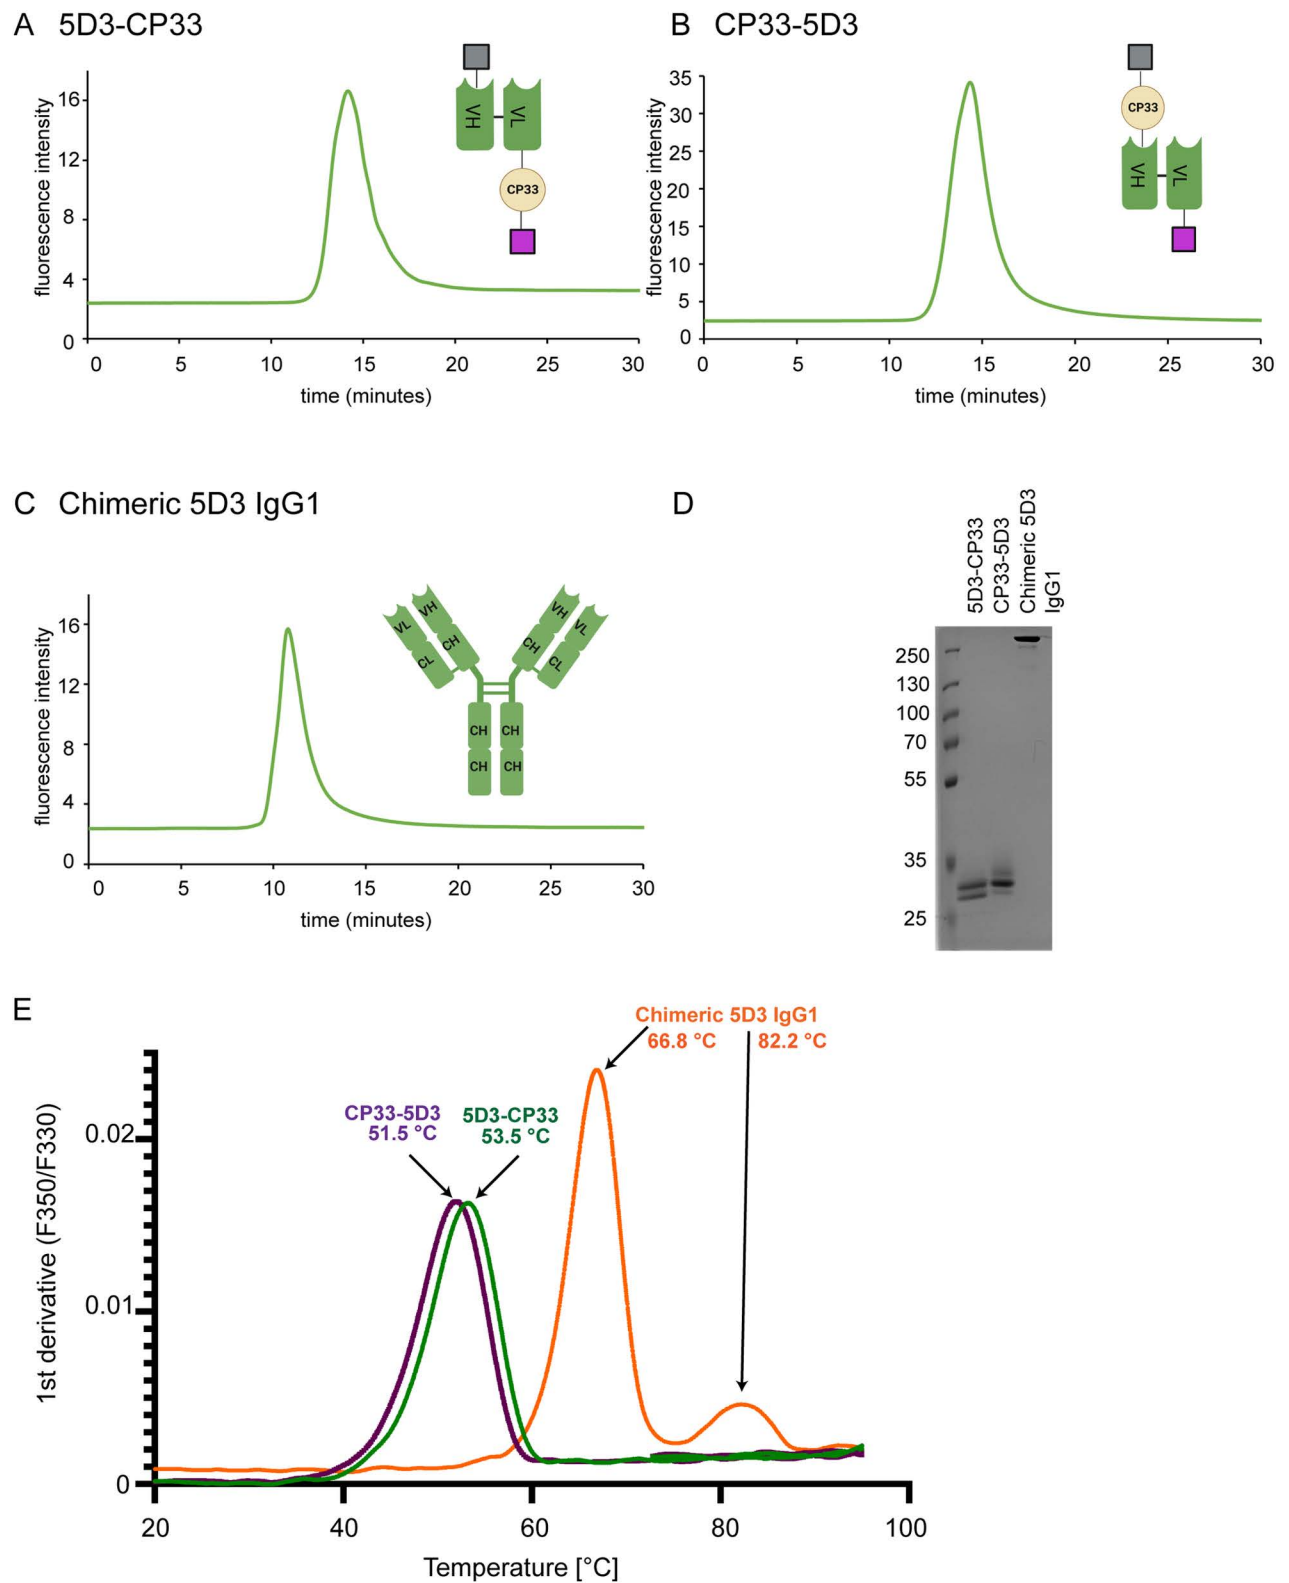 A 5D3-CP33
fluorescence intensity
16
12
8
4
0
0 5 10 15 20 25 30
time (minutes)
VH VL
CP33
B CP33-5D3
fluorescence intensity
35
30
25
20
15
10
5
0
0 5 10 15 20 25 30
time (minutes)
CP33
VH VL
C Chimeric 5D3 IgG1
fluorescence intensity
16
12
8
4
0
0 5 10 15 20 25 30
time (minutes)
VL VH VH VL
CL CH CH CL
CH CH
CH CH
D
5D3-CP33
CP33-5D3
Chimeric 5D3
IgG1
250
130
100
70
55
35
25
E
Chimeric 5D3 IgG1
66.8 °C 82.2 °C
CP33-5D3
51.5 °C
5D3-CP33
53.5 °C
1st derivative (F350/F330)
0.02
0.01
0
20 40 60 80 100
Temperature [°C]